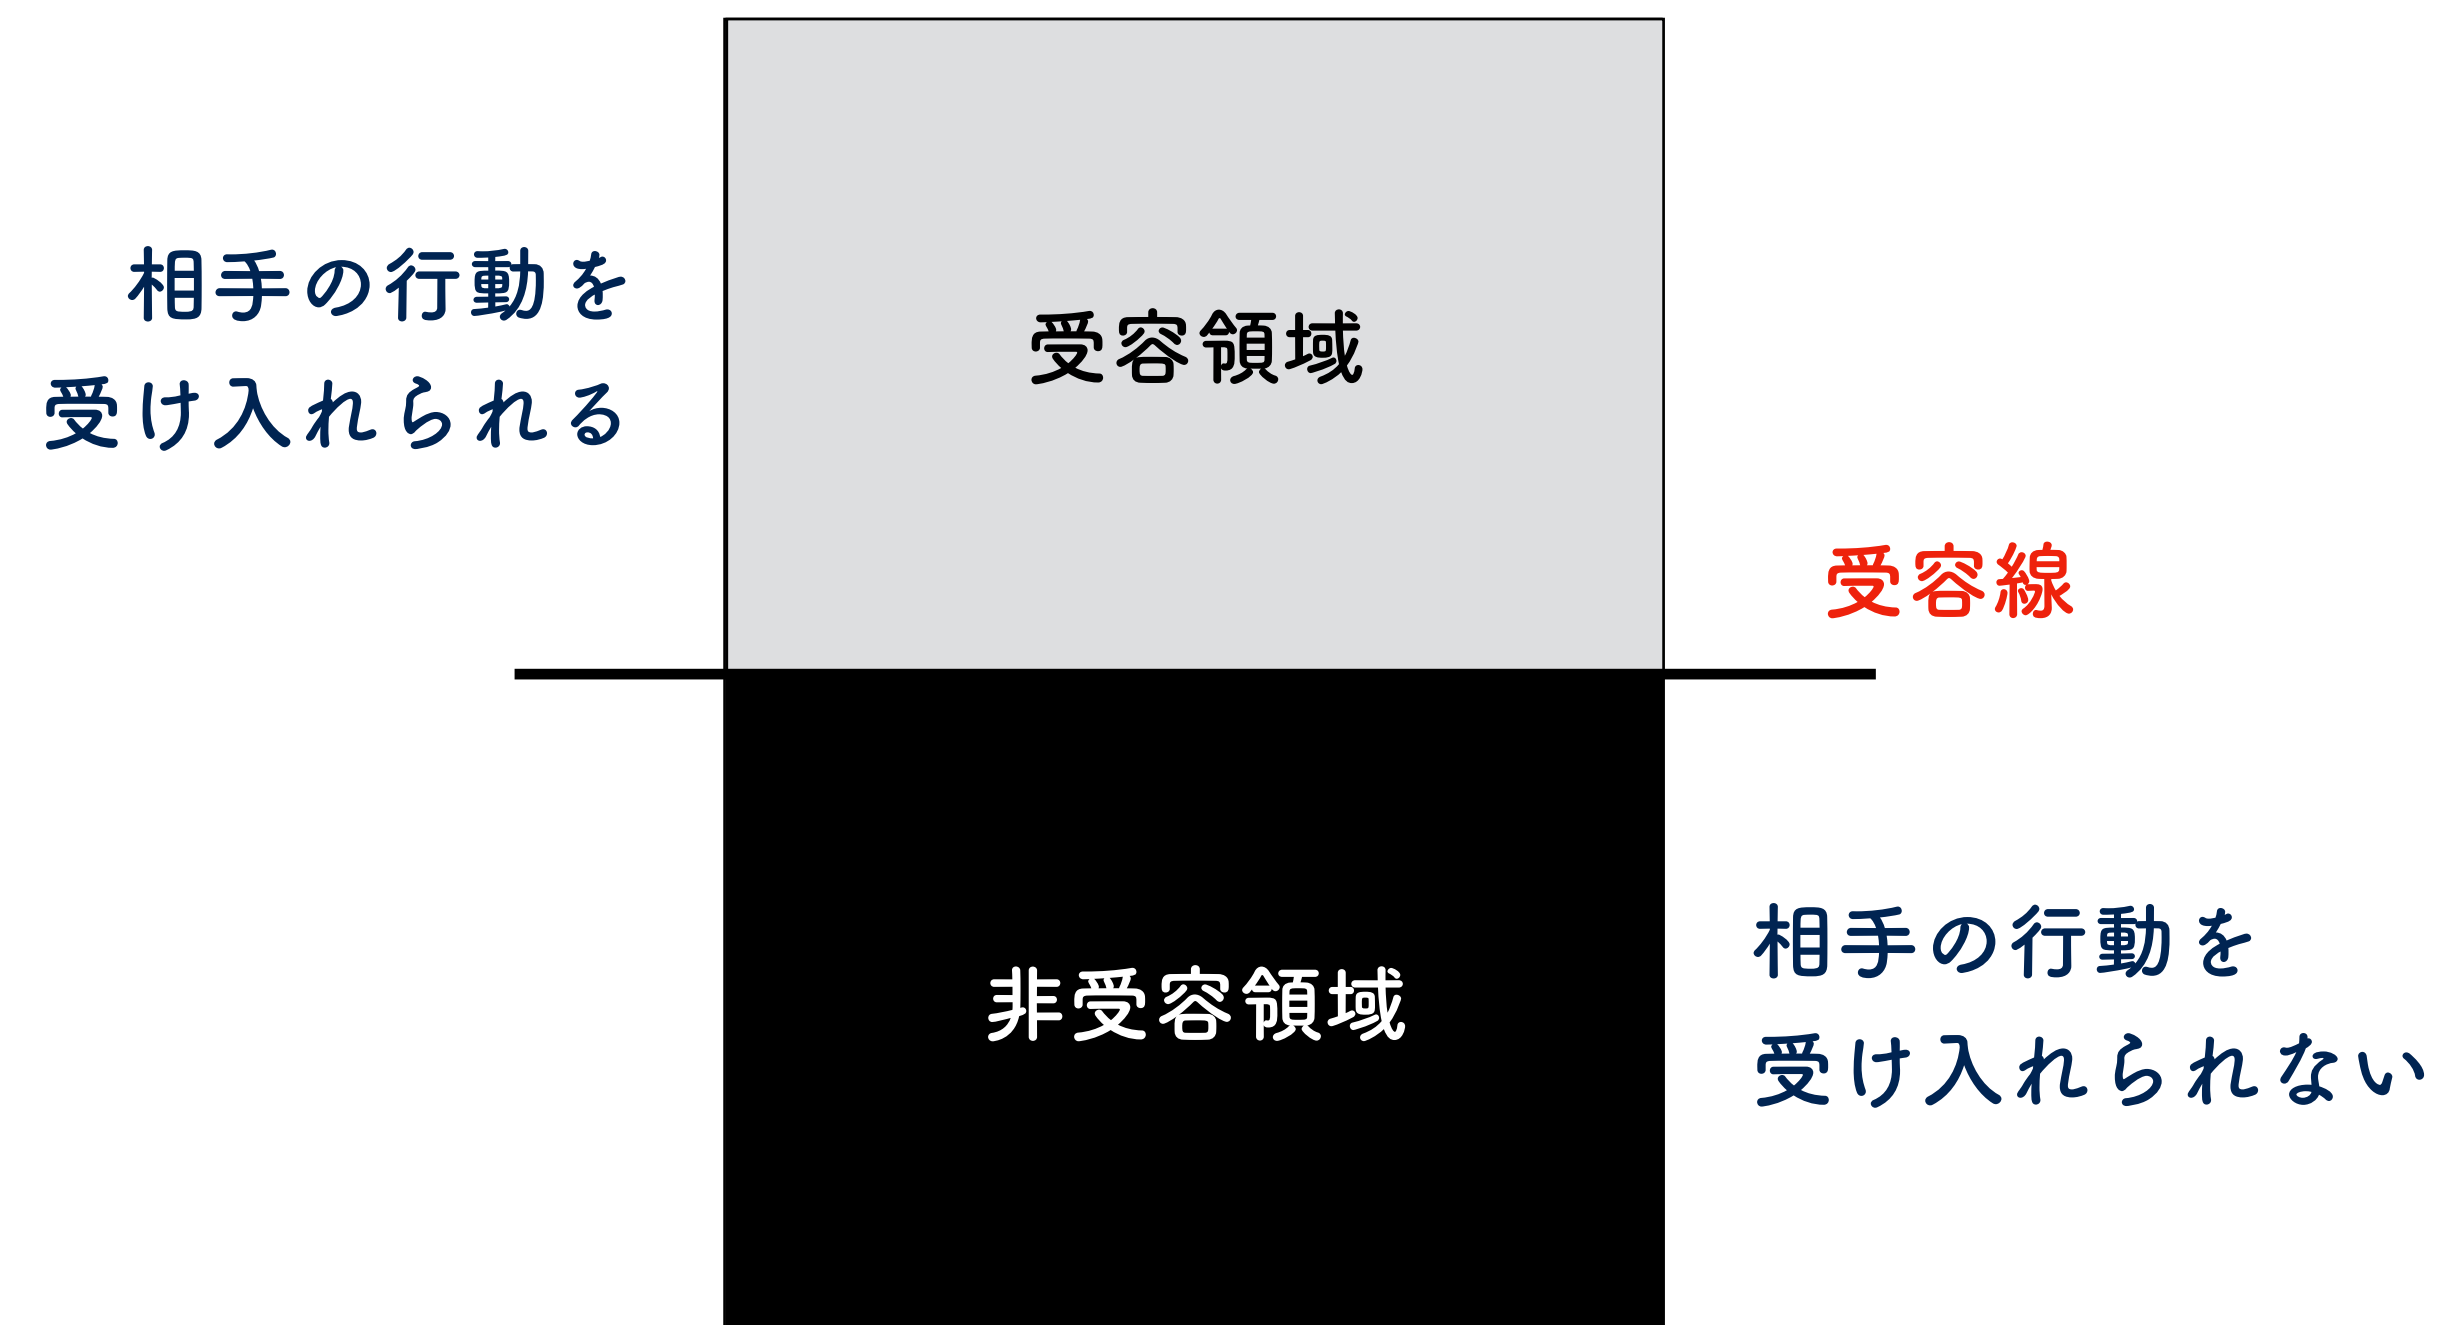 相手の行動を
受け入れられる
受容領域
受容線
非受容領域
相手の行動を
受け入れられない